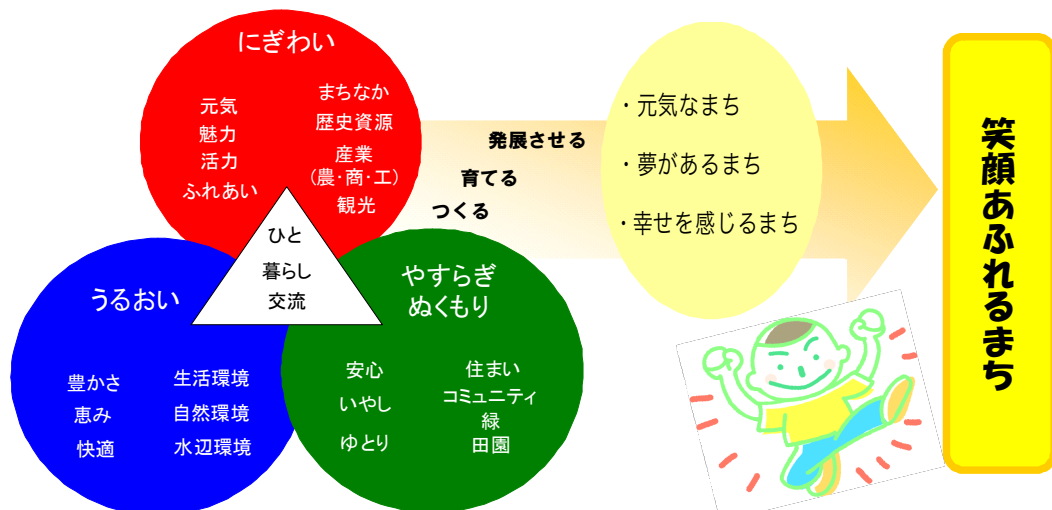 にぎわい
元気
魅力
活力
ふれあい
まちなか
歴史資源
産業
(農・商・工)
観光
ひと
暮らし
交流
うるおい
豊かさ
恵み
快適
生活環境
自然環境
水辺環境
やすらぎ
ぬくもり
安心
いやし
ゆとり
住まい
コミュニティ
緑
田園
発展させる
育てる
つくる
・元気なまち
・夢があるまち
・幸せを感じるまち
笑顔あふれるまち